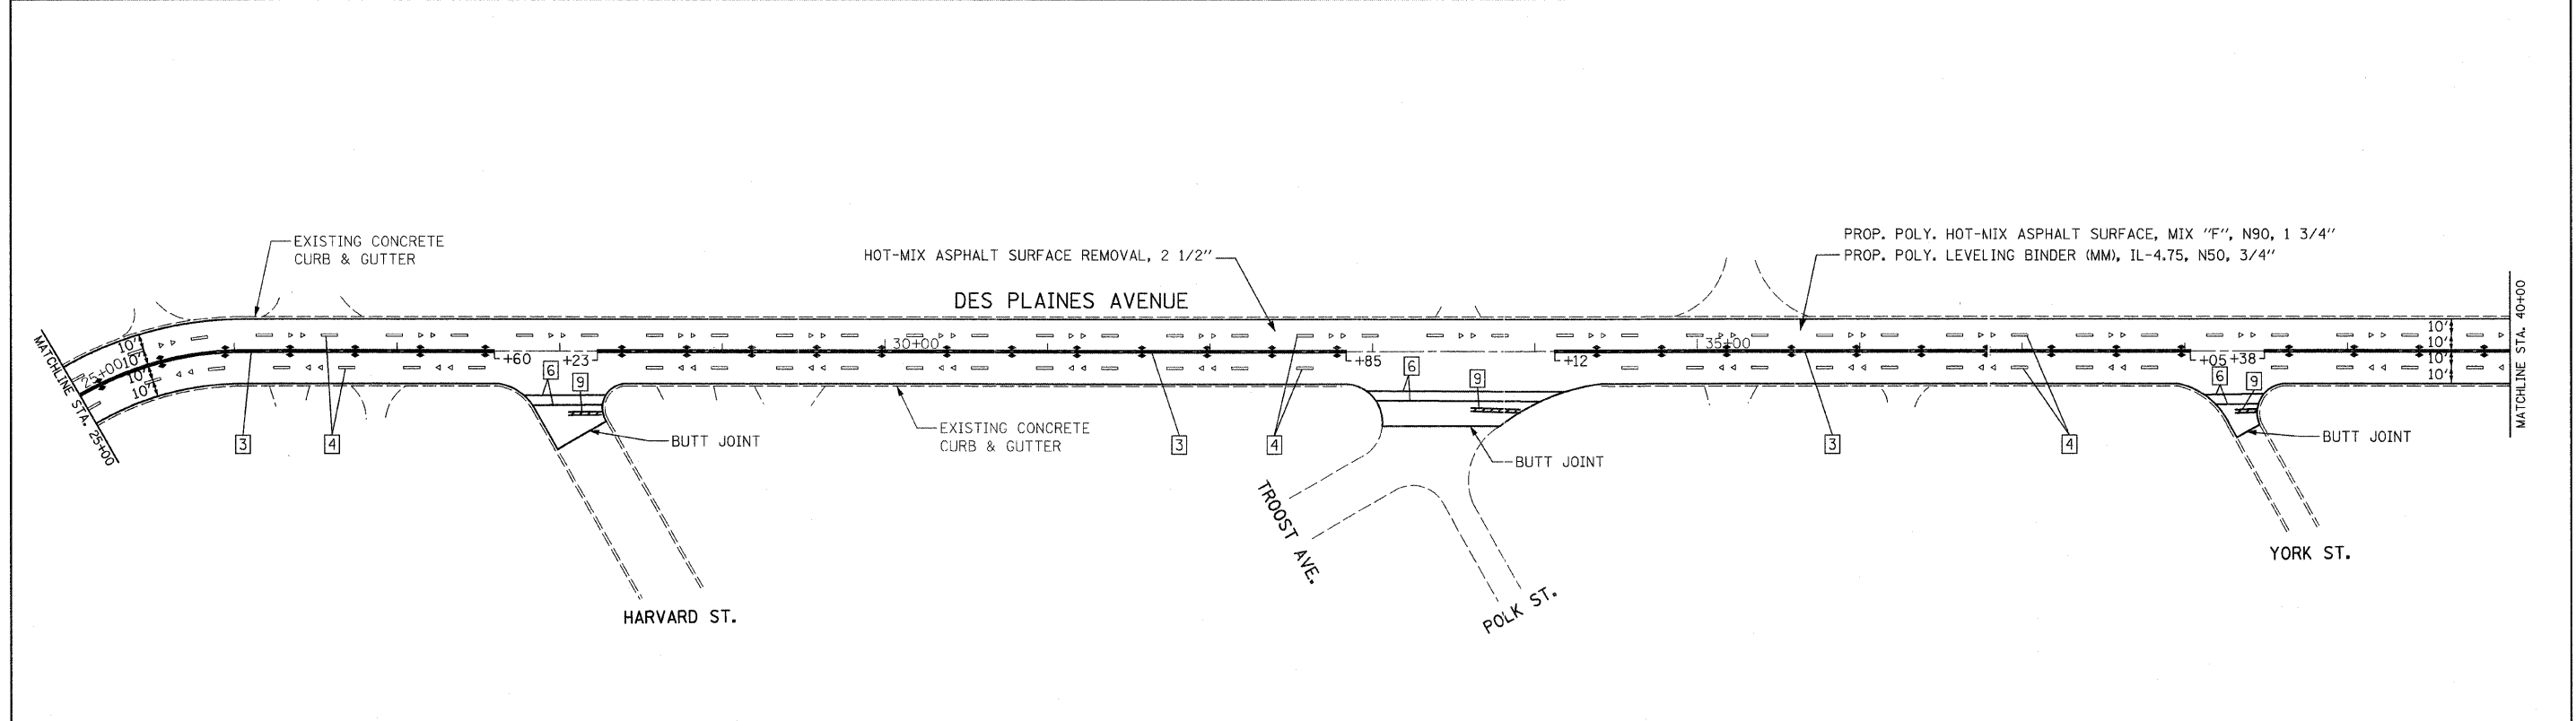 PROP. POLY. HOT-MIX ASPHALT SURFACE, MIX "F", N90, 1 3/4"
PROP. POLY. LEVELING BINDER (MM), IL-4.75, N50, 3/4"
EXISTING CONCRETE
CURB & GUTTER
HOT-MIX ASPHALT SURFACE REMOVAL, 2 1/2"
DES PLAINES AVENUE
MATCHLINE STA. 25+00
25+00
10'
10'
10'
10'
+60
+23
30+00
+85
+12
35+00
+05
+38
10'
10'
10'
10'
MATCHLINE STA. 40+00
6
9
6
9
6
9
3
4
BUTT JOINT
EXISTING CONCRETE
CURB & GUTTER
3
4
BUTT JOINT
3
4
BUTT JOINT
HARVARD ST.
TROOST AVE.
POLK ST.
YORK ST.